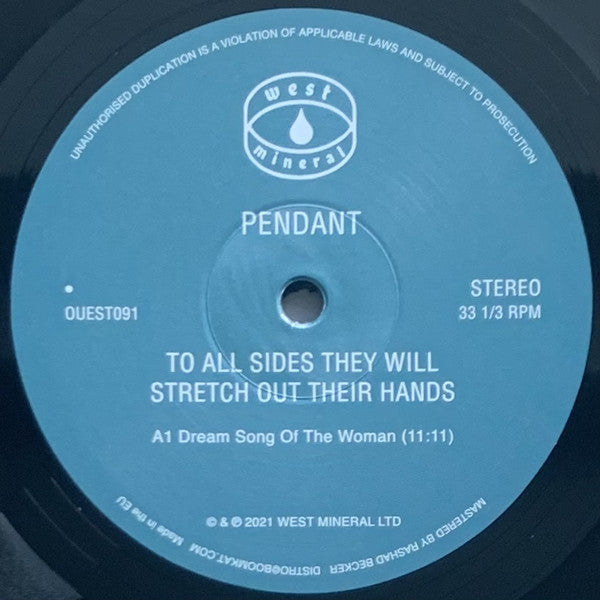 UNAUTHORISED DUPLICATION IS A VIOLATION OF APPLICABLE LAWS AND SUBJECT TO PROSECUTION
west
mineral
PENDANT
STEREO
OUEST091
33 1/3 RPM
TO ALL SIDES THEY WILL
STRETCH OUT THEIR HANDS
A1 Dream Song Of The Woman (11:11)
© & ℗ 2021 WEST MINERAL LTD
MASTERED BY RASHAD BECKER
DISTRO@BOOMKAT.COM
Made in the EU